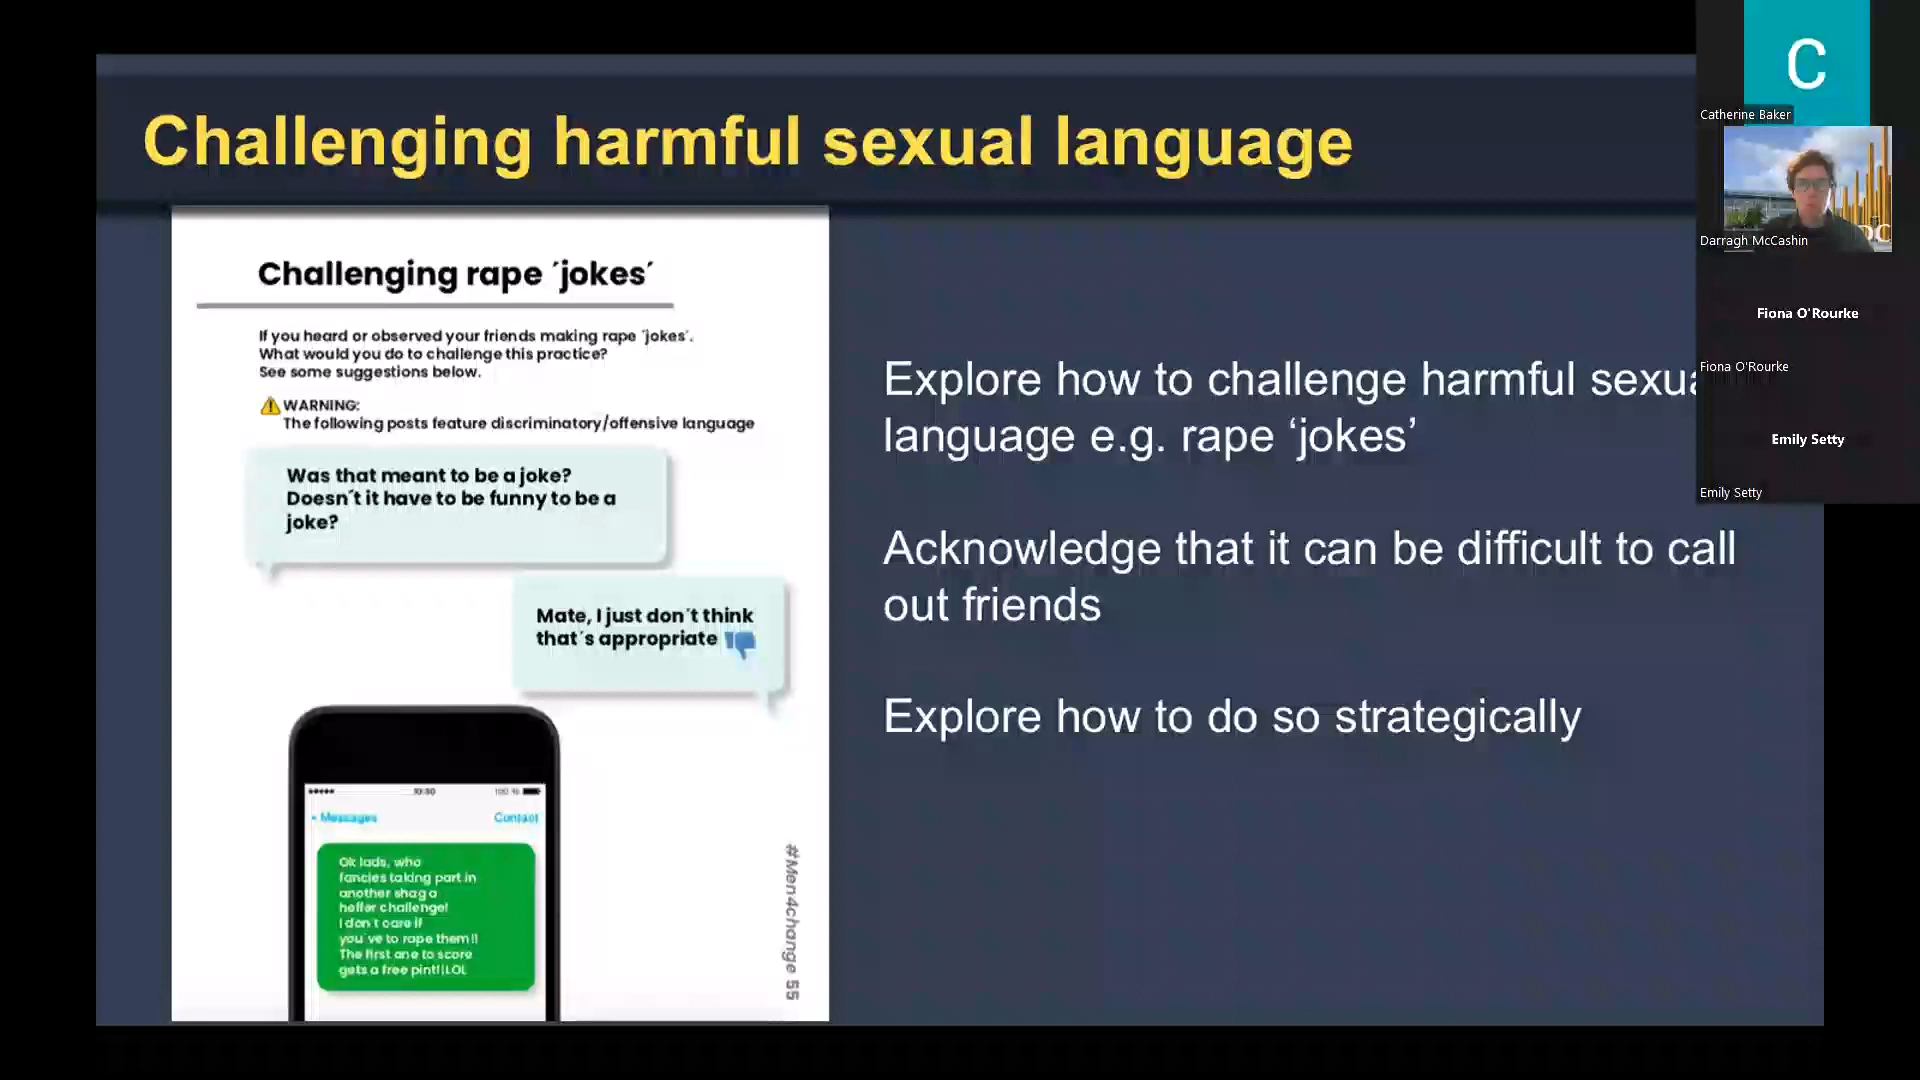 Challenging harmful sexual language
Challenging rape ´jokes´
If you heard or observed your friends making rape ´jokes´.
What would you do to challenge this practice?
See some suggestions below.
WARNING:
The following posts feature discriminatory/offensive language
Was that meant to be a joke?
Doesn´t it have to be funny to be a
joke?
Mate, I just don´t think
that´s appropriate
10:30
100 %
Messages
Contact
Ok lads, who
fancies taking part in
another shag a
heffer challenge!
I don´t care if
you´ve to rape them!!
The first one to score
gets a free pint!!LOL
#Men4change 55
Explore how to challenge harmful sexua
language e.g. rape ‘jokes’
Acknowledge that it can be difficult to call
out friends
Explore how to do so strategically
C
Catherine Baker
DC
Darragh McCashin
Fiona O'Rourke
Fiona O'Rourke
Emily Setty
Emily Setty